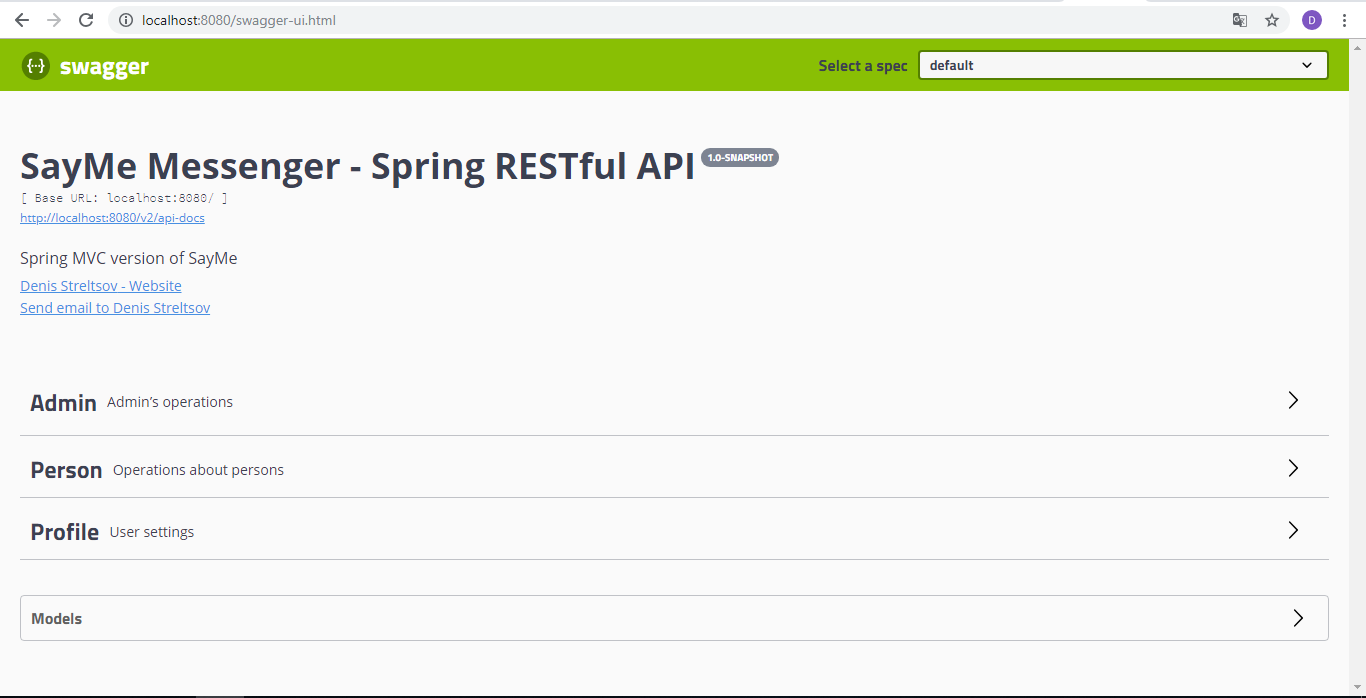 localhost:8080/swagger-ui.html
D
{···} swagger
Select a spec
default
SayMe Messenger - Spring RESTful API 1.0-SNAPSHOT
[ Base URL: localhost:8080/ ]
http://localhost:8080/v2/api-docs
Spring MVC version of SayMe
Denis Streltsov - Website
Send email to Denis Streltsov
Admin Admin's operations
Person Operations about persons
Profile User settings
Models